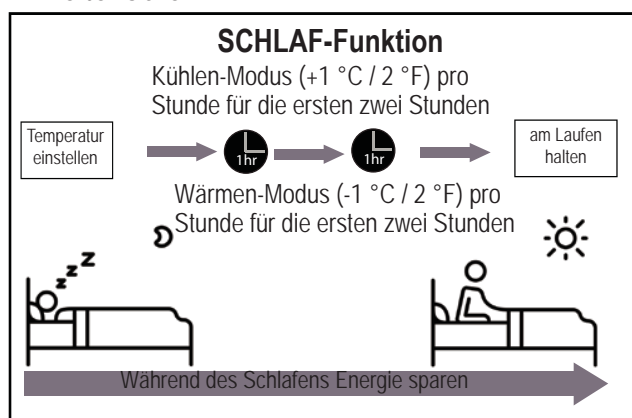 SCHLAF-Funktion
Kühlen-Modus (+1 °C / 2 °F) pro
Stunde für die ersten zwei Stunden
Temperatur
einstellen
1hr
1hr
am Laufen
halten
Wärmen-Modus (-1 °C / 2 °F) pro
Stunde für die ersten zwei Stunden
z z z
Während des Schlafens Energie sparen